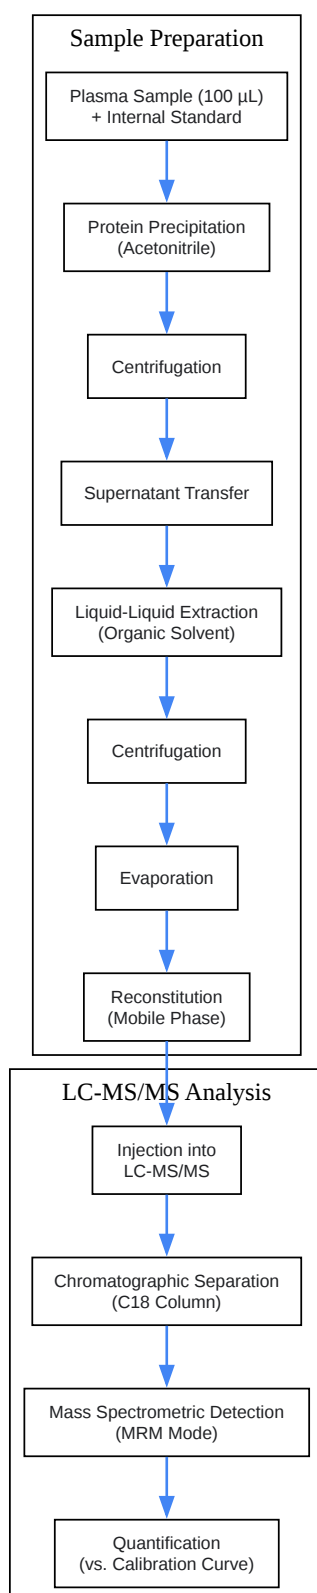 Sample Preparation
Plasma Sample (100 µL)
+ Internal Standard
Protein Precipitation
(Acetonitrile)
Centrifugation
Supernatant Transfer
Liquid-Liquid Extraction
(Organic Solvent)
Centrifugation
Evaporation
Reconstitution
(Mobile Phase)
LC-MS/MS Analysis
Injection into
LC-MS/MS
Chromatographic Separation
(C18 Column)
Mass Spectrometric Detection
(MRM Mode)
Quantification
(vs. Calibration Curve)